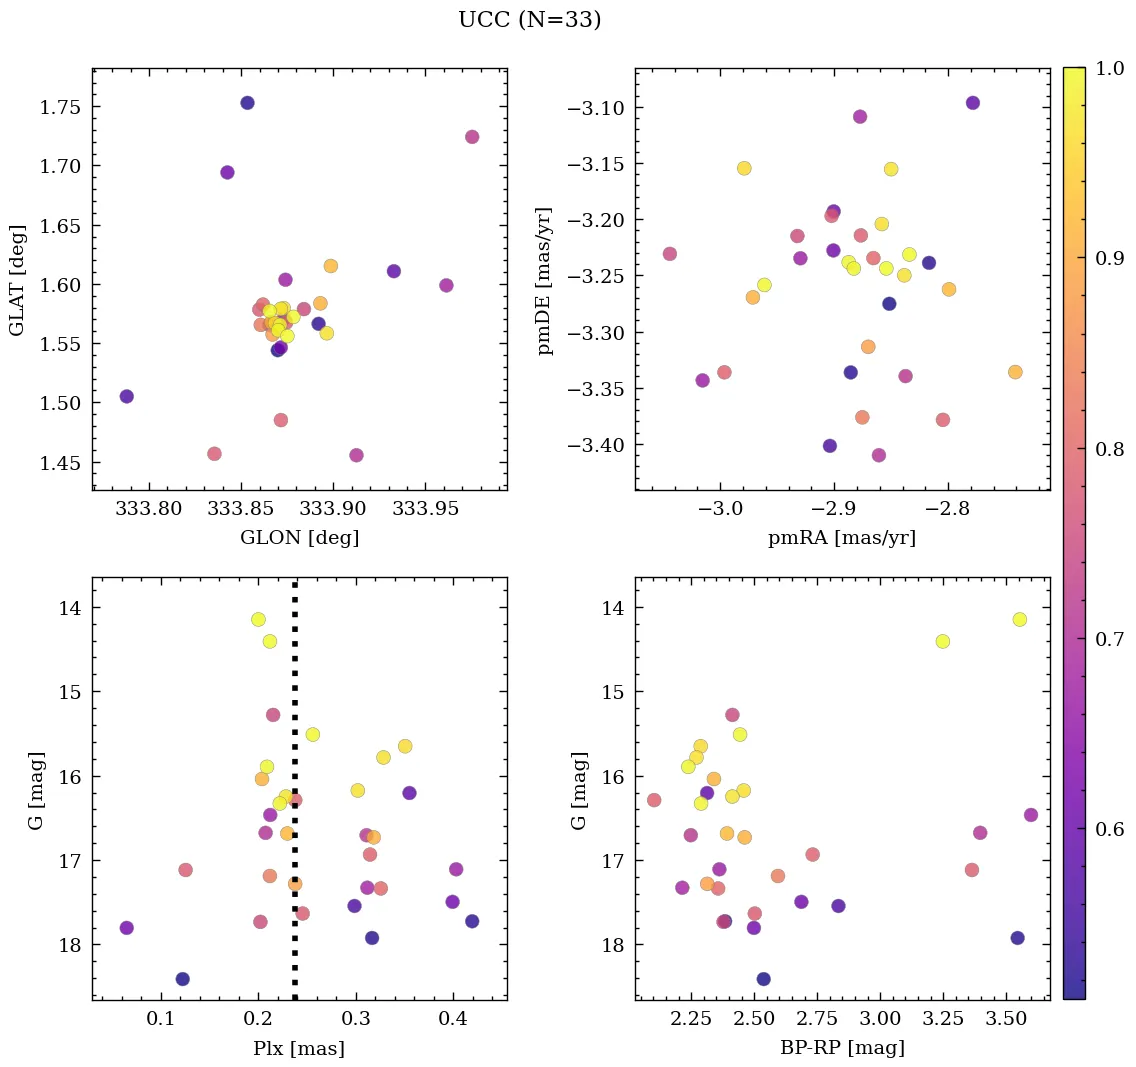 UCC (N=33)
1.75
1.70
1.65
1.60
1.55
1.50
1.45
GLAT [deg]
333.80 333.85 333.90 333.95
GLON [deg]
−3.10
−3.15
−3.20
−3.25
−3.30
−3.35
−3.40
pmDE [mas/yr]
−3.0 −2.9 −2.8
pmRA [mas/yr]
14
15
16
17
18
G [mag]
0.1 0.2 0.3 0.4
Plx [mas]
14
15
16
17
18
G [mag]
2.25 2.50 2.75 3.00 3.25 3.50
BP-RP [mag]
1.0
0.9
0.8
0.7
0.6